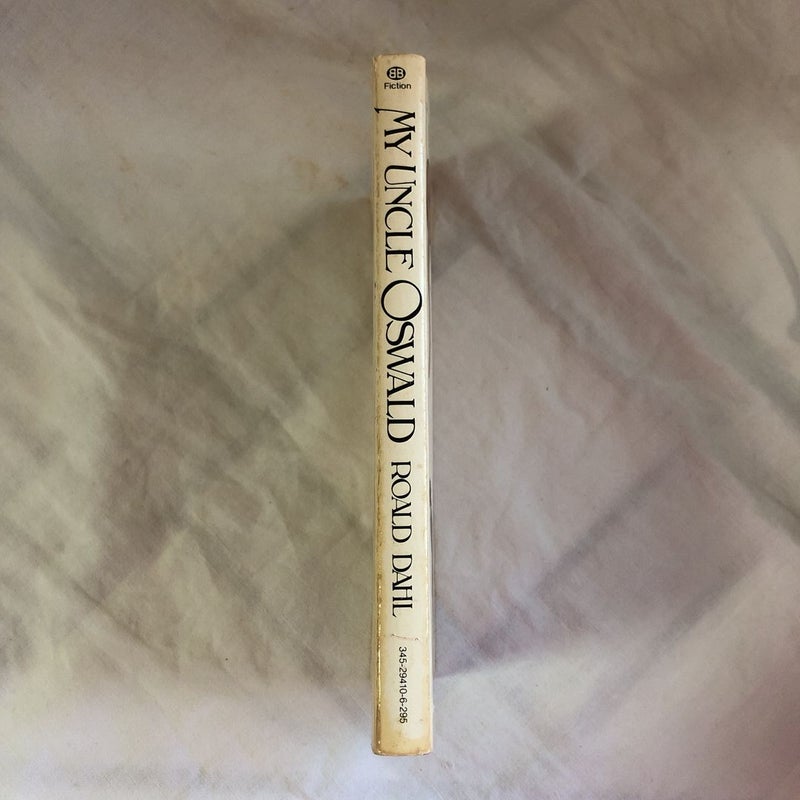 BB
Fiction
MY UNCLE OSWALD ROALD DAHL
345-29410-6-295